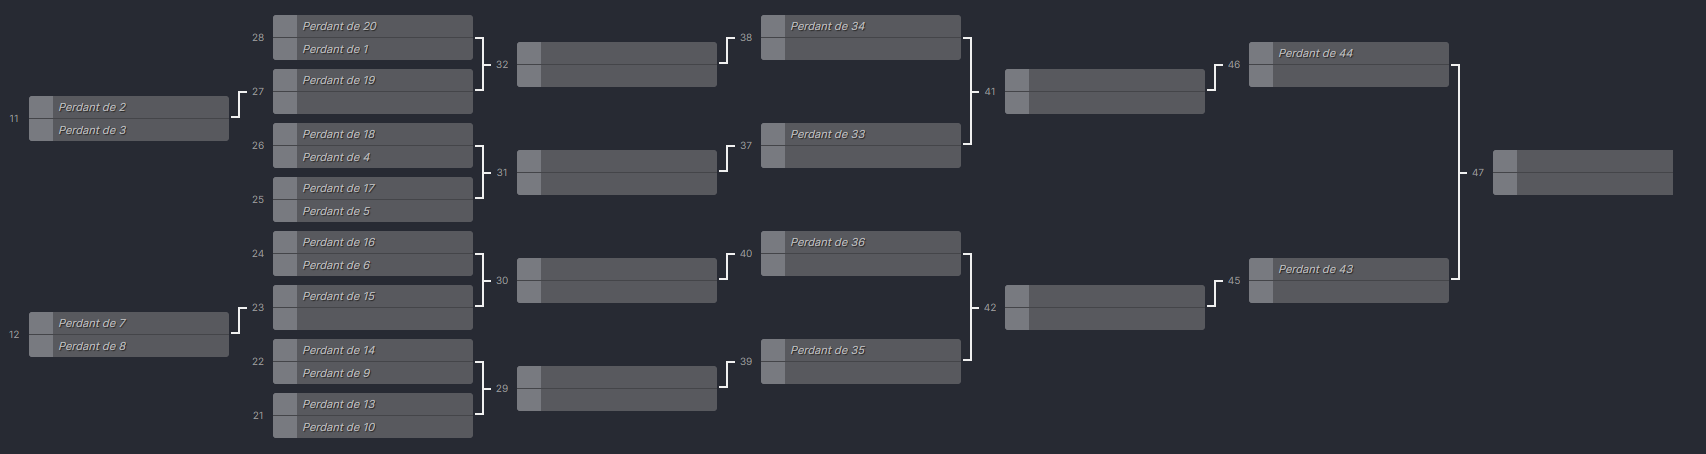 11
Perdant de 2
Perdant de 3
12
Perdant de 7
Perdant de 8
28
Perdant de 20
Perdant de 1
27
Perdant de 19
26
Perdant de 18
Perdant de 4
25
Perdant de 17
Perdant de 5
24
Perdant de 16
Perdant de 6
23
Perdant de 15
22
Perdant de 14
Perdant de 9
21
Perdant de 13
Perdant de 10
32
31
30
29
38
Perdant de 34
37
Perdant de 33
40
Perdant de 36
39
Perdant de 35
41
42
46
Perdant de 44
45
Perdant de 43
47